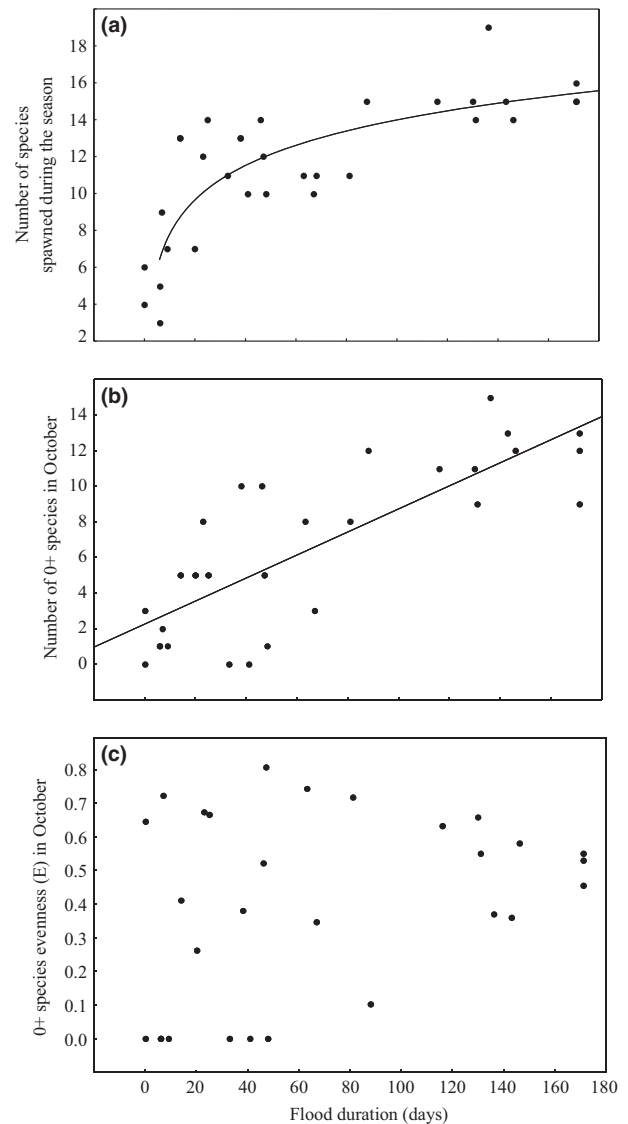 (a)
18
16
14
12
10
8
6
4
2
Number of species
spawned during the season
(b)
14
12
10
8
6
4
2
0
Number of 0+ species in October
(c)
0.8
0.7
0.6
0.5
0.4
0.3
0.2
0.1
0.0
0+ species evenness (E) in October
0 20 40 60 80 100 120 140 160 180
Flood duration (days)